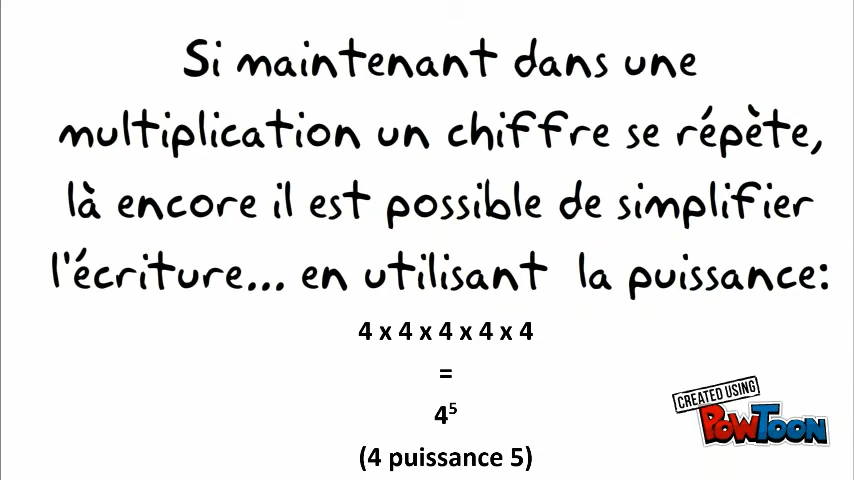 Si maintenant dans une
multiplication un chiffre se répète,
là encore il est possible de simplifier
l'écriture... en utilisant la puissance:
4 x 4 x 4 x 4 x 4
=
4⁵
(4 puissance 5)
CREATED USING
POWTOON